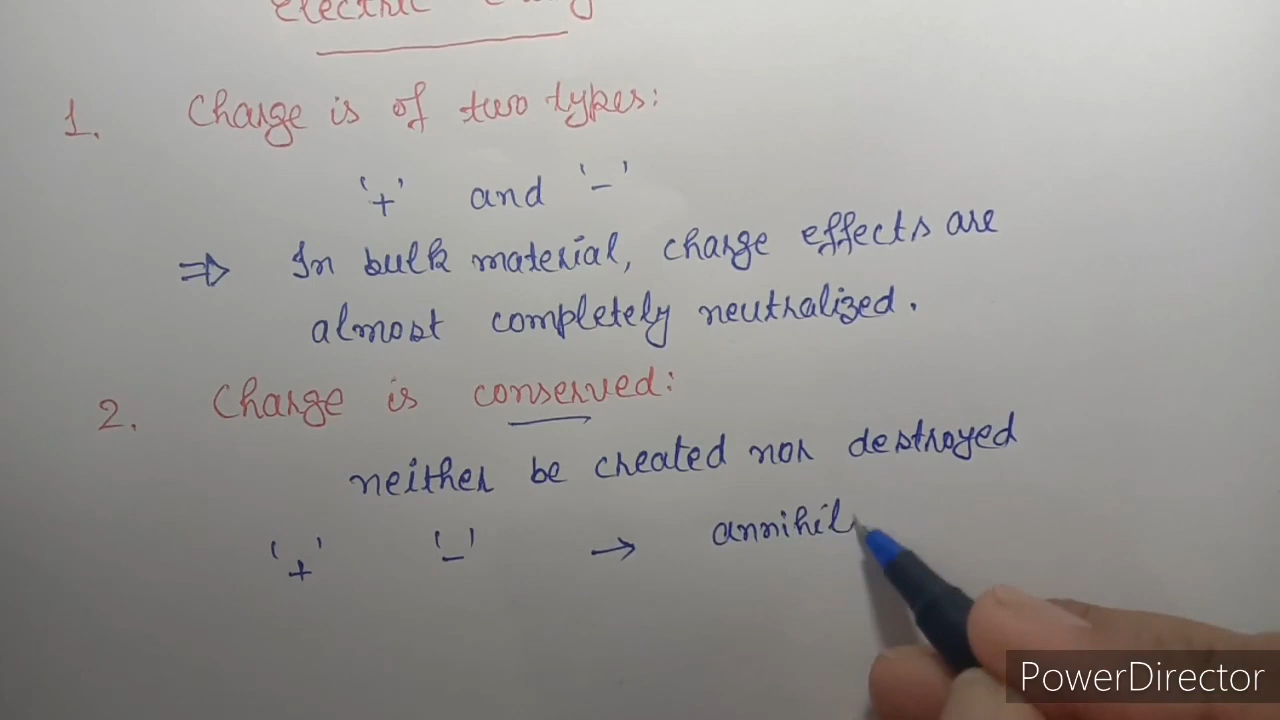 Electric
1. Charge is of two types:
'+' and '-'
⇒ In bulk material, charge effects are
almost completely neutralized.
2. Charge is conserved:
neither be created nor destroyed
'+' '-' → annihil
PowerDirector